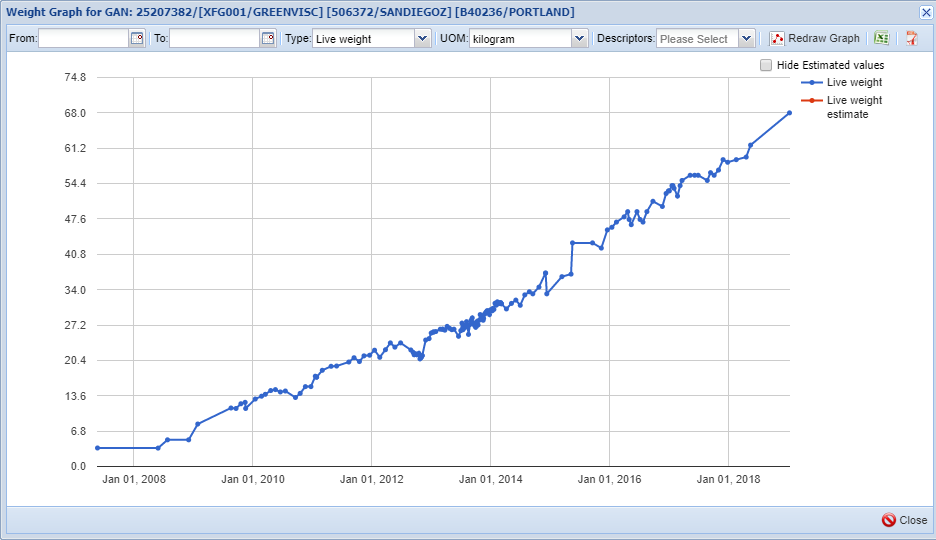 Weight Graph for GAN: 25207382/[XFG001/GREENVISC] [506372/SANDIEGOZ] [B40236/PORTLAND]
From: To: Type: Live weight UOM: kilogram Descriptors: Please Select Redraw Graph
Hide Estimated values
Live weight
Live weight
estimate
74.8
68.0
61.2
54.4
47.6
40.8
34.0
27.2
20.4
13.6
6.8
0.0
Jan 01, 2008 Jan 01, 2010 Jan 01, 2012 Jan 01, 2014 Jan 01, 2016 Jan 01, 2018
Close